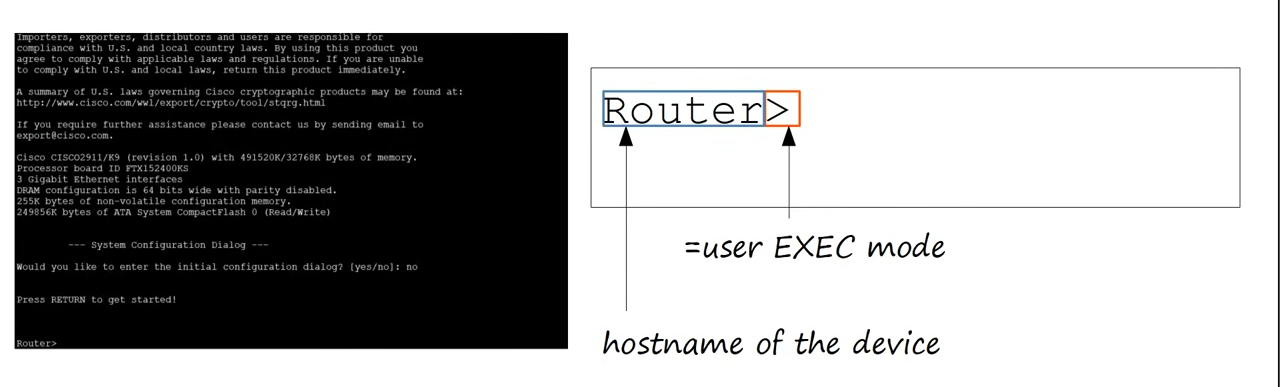 Importers, exporters, distributors and users are responsible for
compliance with U.S. and local country laws. By using this product you
agree to comply with applicable laws and regulations. If you are unable
to comply with U.S. and local laws, return this product immediately.
A summary of U.S. laws governing Cisco cryptographic products may be found at:
http://www.cisco.com/wwl/export/crypto/tool/stqrg.html
If you require further assistance please contact us by sending email to
export@cisco.com.
Cisco CISCO2911/K9 (revision 1.0) with 491520K/32768K bytes of memory.
Processor board ID FTX152400KS
3 Gigabit Ethernet interfaces
DRAM configuration is 64 bits wide with parity disabled.
255K bytes of non-volatile configuration memory.
249856K bytes of ATA System CompactFlash 0 (Read/Write)
--- System Configuration Dialog ---
Would you like to enter the initial configuration dialog? [yes/no]: no
Press RETURN to get started!
Router>
Router>
=user EXEC mode
hostname of the device